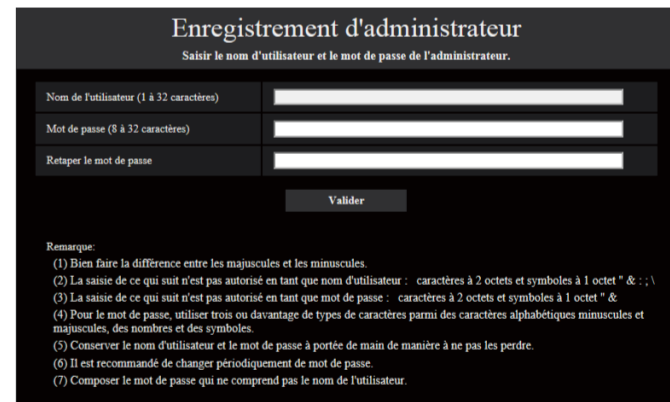 Enregistrement d'administrateur
Saisir le nom d'utilisateur et le mot de passe de l'administrateur.
Nom de l'utilisateur (1 à 32 caractères)
Mot de passe (8 à 32 caractères)
Retaper le mot de passe
Valider
Remarque:
(1) Bien faire la différence entre les majuscules et les minuscules.
(2) La saisie de ce qui suit n'est pas autorisé en tant que nom d'utilisateur : caractères à 2 octets et symboles à 1 octet " & : ; \
(3) La saisie de ce qui suit n'est pas autorisé en tant que mot de passe : caractères à 2 octets et symboles à 1 octet " &
(4) Pour le mot de passe, utiliser trois ou davantage de types de caractères parmi des caractères alphabétiques minuscules et
majuscules, des nombres et des symboles.
(5) Conserver le nom d'utilisateur et le mot de passe à portée de main de manière à ne pas les perdre.
(6) Il est recommandé de changer périodiquement de mot de passe.
(7) Composer le mot de passe qui ne comprend pas le nom de l'utilisateur.